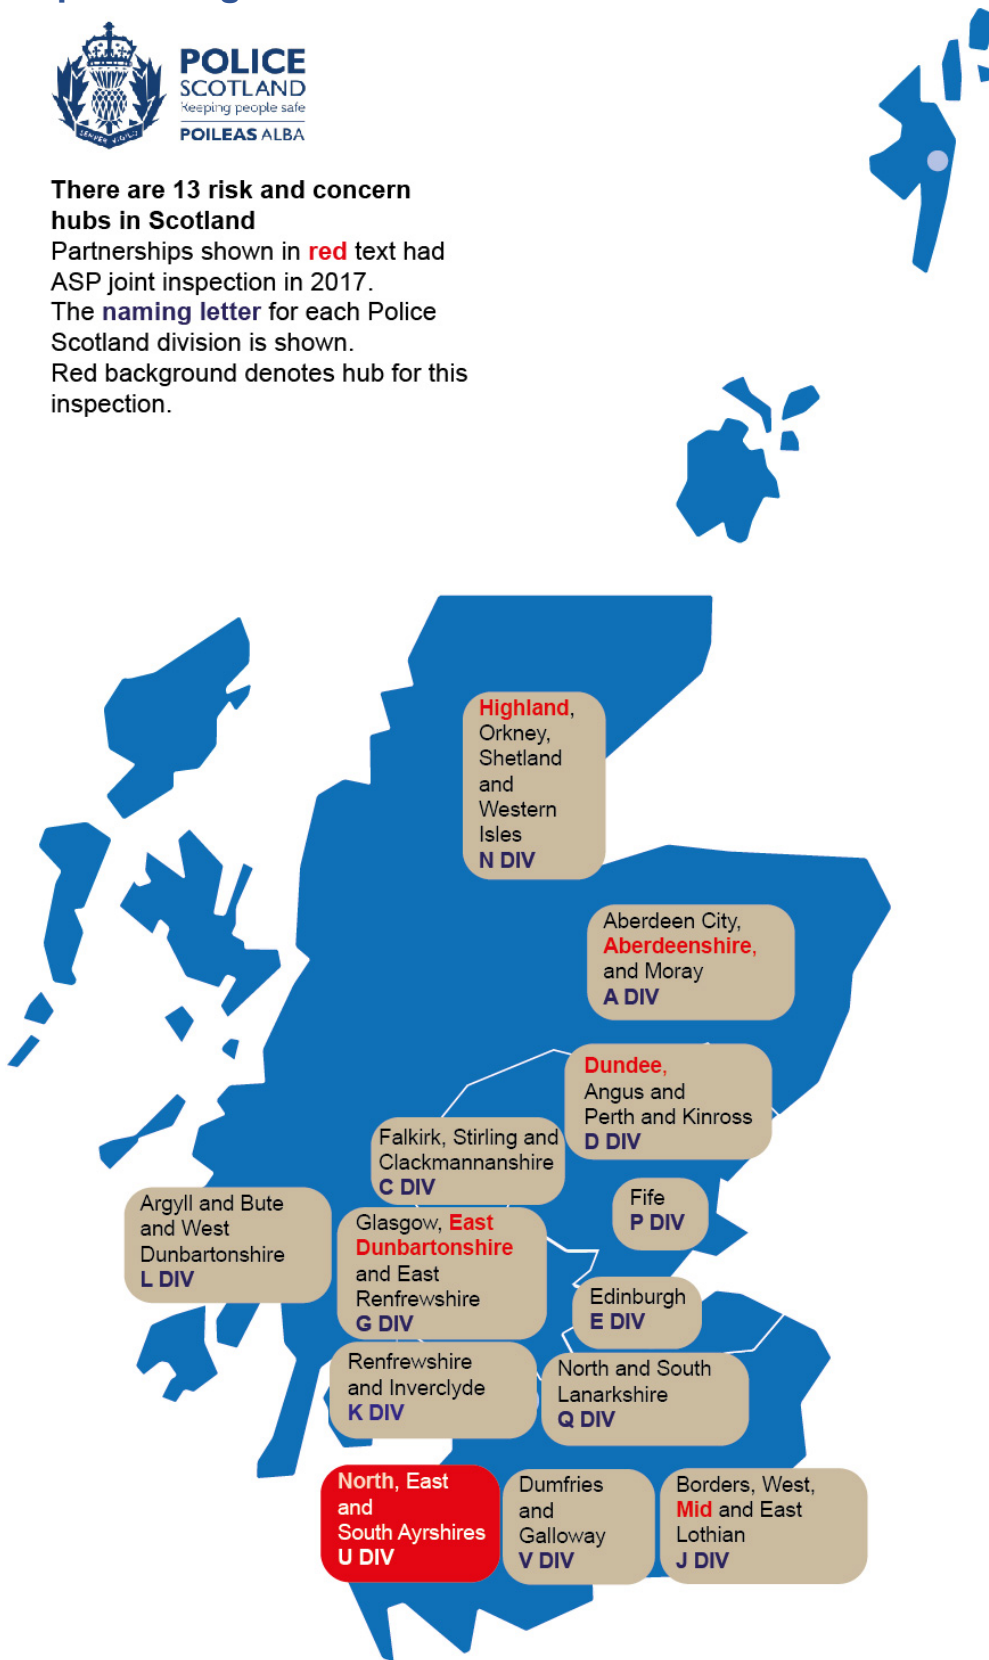 POLICE
SCOTLAND
Keeping people safe
POILEAS ALBA
SEMPER VIGILO
There are 13 risk and concern
hubs in Scotland
Partnerships shown in red text had
ASP joint inspection in 2017.
The naming letter for each Police
Scotland division is shown.
Red background denotes hub for this
inspection.
Highland,
Orkney,
Shetland
and
Western
Isles
N DIV
Aberdeen City,
Aberdeenshire,
and Moray
A DIV
Dundee,
Angus and
Perth and Kinross
D DIV
Falkirk, Stirling and
Clackmannanshire
C DIV
Fife
P DIV
Argyll and Bute
and West
Dunbartonshire
L DIV
Glasgow, East
Dunbartonshire
and East
Renfrewshire
G DIV
Edinburgh
E DIV
Renfrewshire
and Inverclyde
K DIV
North and South
Lanarkshire
Q DIV
North, East
and
South Ayrshires
U DIV
Dumfries
and
Galloway
V DIV
Borders, West,
Mid and East
Lothian
J DIV